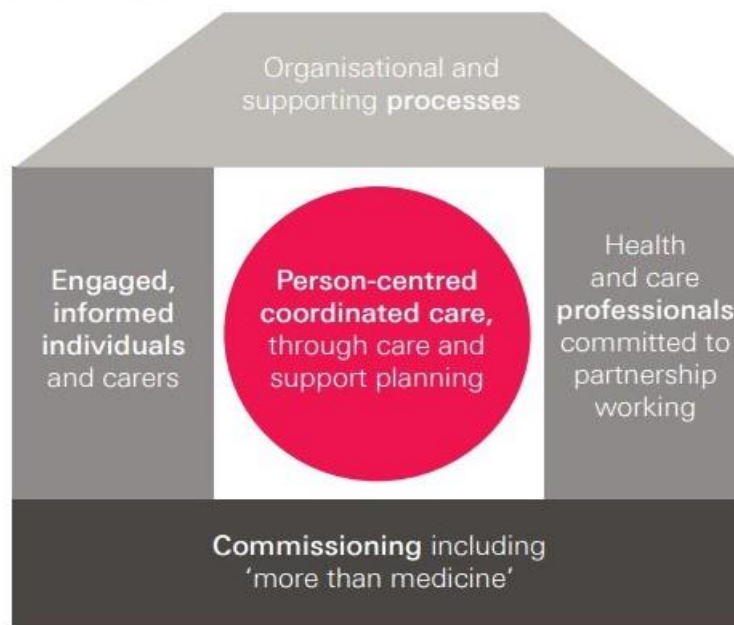 Organisational and
supporting processes
Engaged,
informed
individuals
and carers
Person-centred
coordinated care,
through care and
support planning
Health
and care
professionals
committed to
partnership
working
Commissioning including
‘more than medicine’